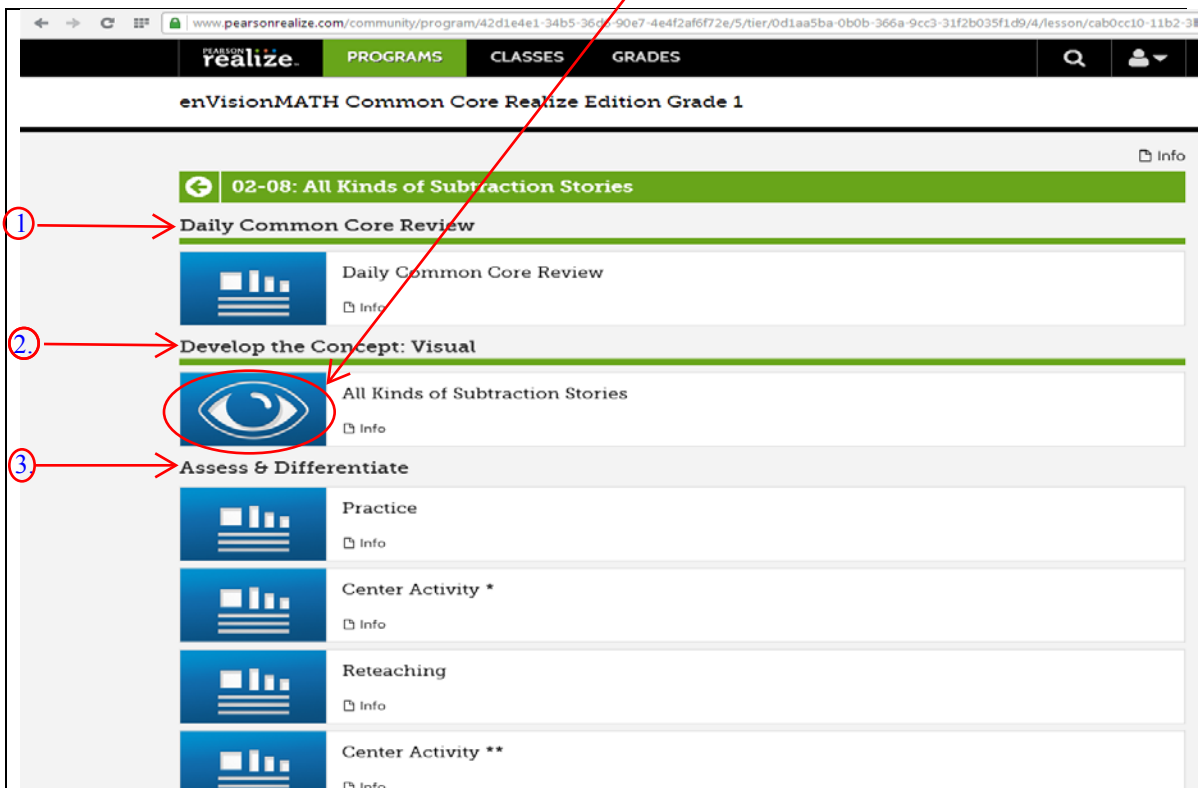 www.pearsonrealize.com/community/program/42d1e4e1-34b5-36d6-90e7-4e4f2af6f72e/5/tier/0d1aa5ba-0b0b-366a-9cc3-31f2b035f1d9/4/lesson/cab0cc10-11b2-3
PEARSON
realize. PROGRAMS CLASSES GRADES
enVisionMATH Common Core Realize Edition Grade 1
Info
02-08: All Kinds of Subtraction Stories
1 Daily Common Core Review
Daily Common Core Review
Info
2. Develop the Concept: Visual
All Kinds of Subtraction Stories
Info
3. Assess & Differentiate
Practice
Info
Center Activity *
Info
Reteaching
Info
Center Activity **
Info